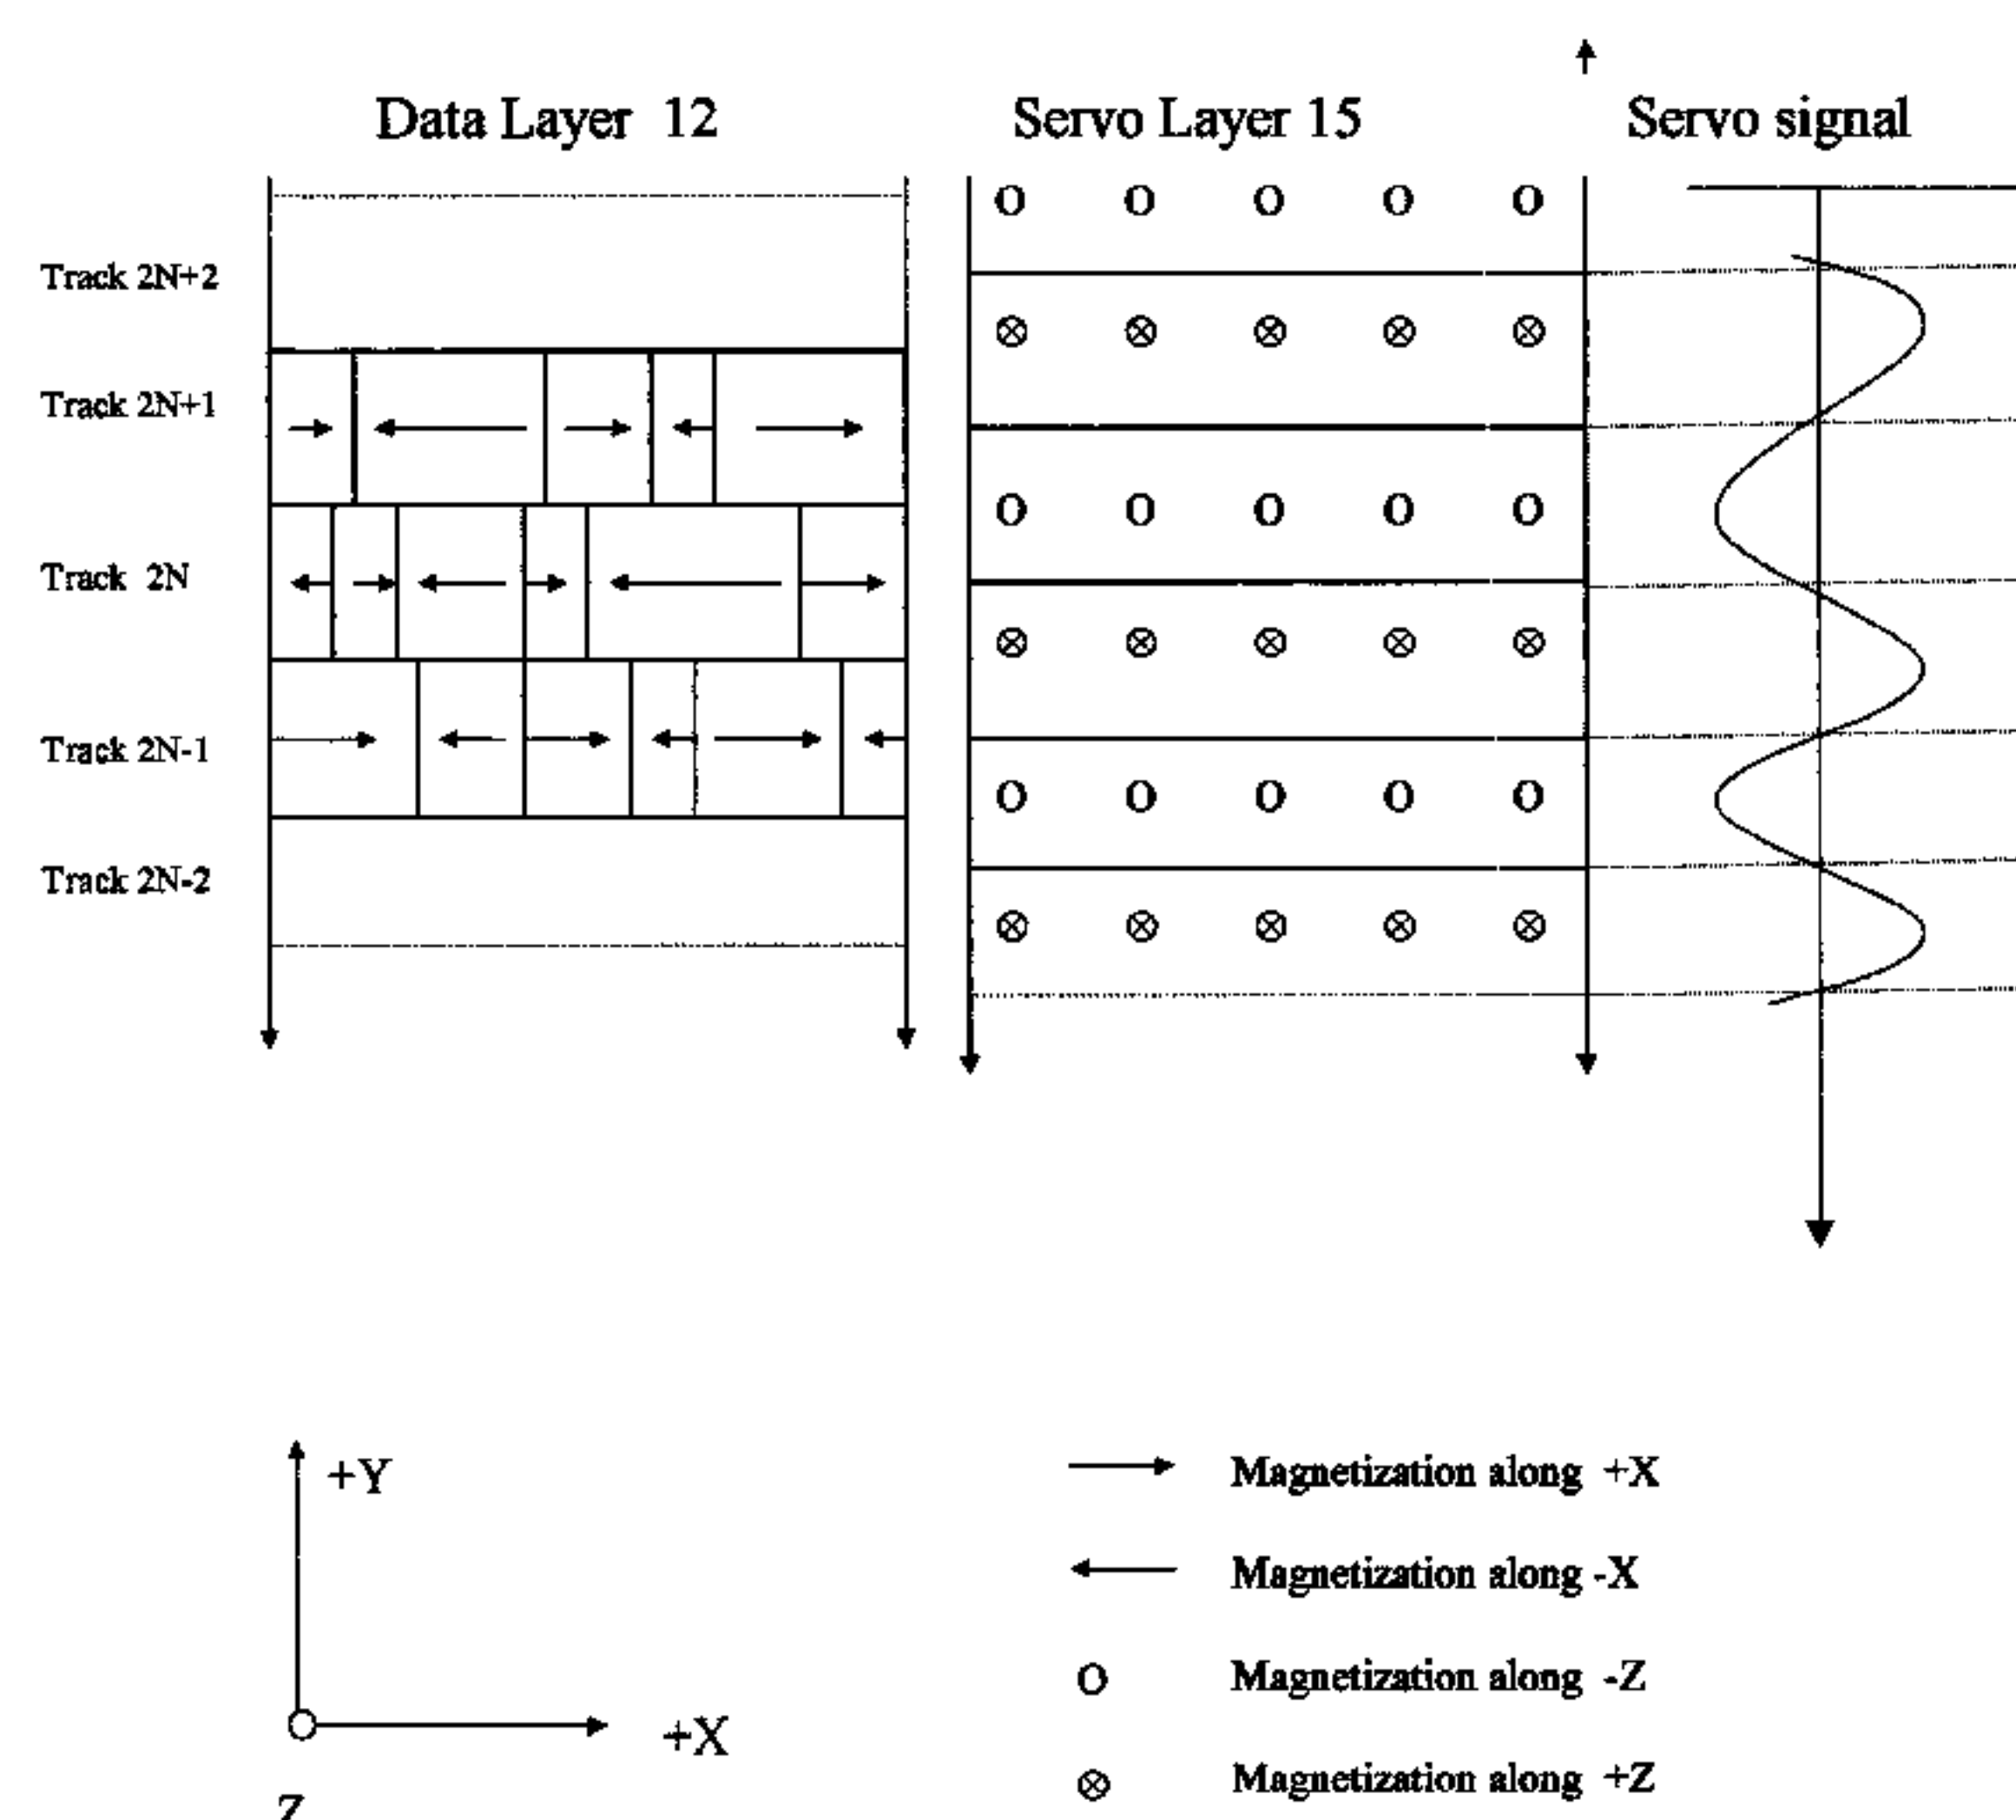 Data Layer 12
Servo Layer 15
Servo signal
Track 2N+2
Track 2N+1
Track 2N
Track 2N-1
Track 2N-2
+Y
+X
Z
Magnetization along +X
Magnetization along -X
Magnetization along -Z
Magnetization along +Z